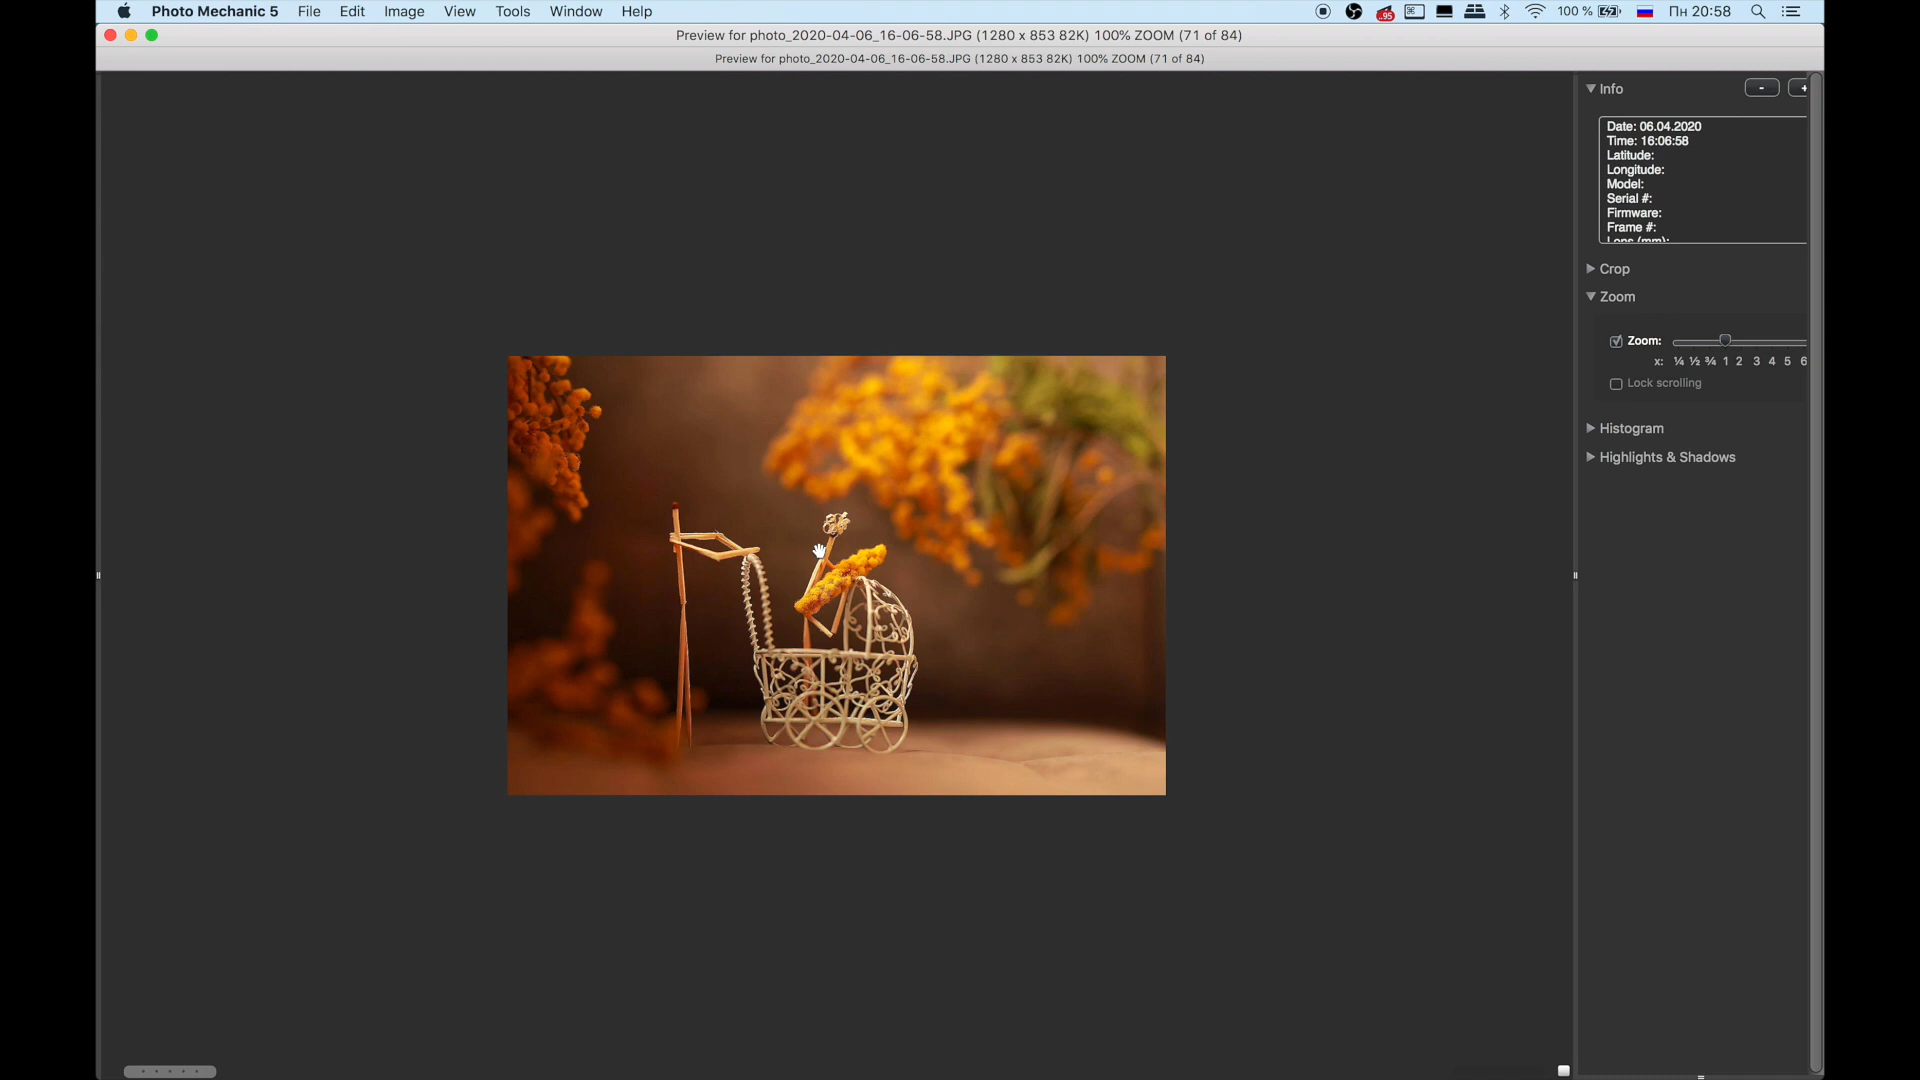 Photo Mechanic 5 File Edit Image View Tools Window Help ..95 100 % Пн 20:58
Preview for photo_2020-04-06_16-06-58.JPG (1280 x 853 82K) 100% ZOOM (71 of 84)
Preview for photo_2020-04-06_16-06-58.JPG (1280 x 853 82K) 100% ZOOM (71 of 84)
Info - +
Date: 06.04.2020
Time: 16:06:58
Latitude:
Longitude:
Model:
Serial #:
Firmware:
Frame #:
Lens (mm):
Crop
Zoom
Zoom:
x: ¼ ½ ¾ 1 2 3 4 5 6
Lock scrolling
Histogram
Highlights & Shadows